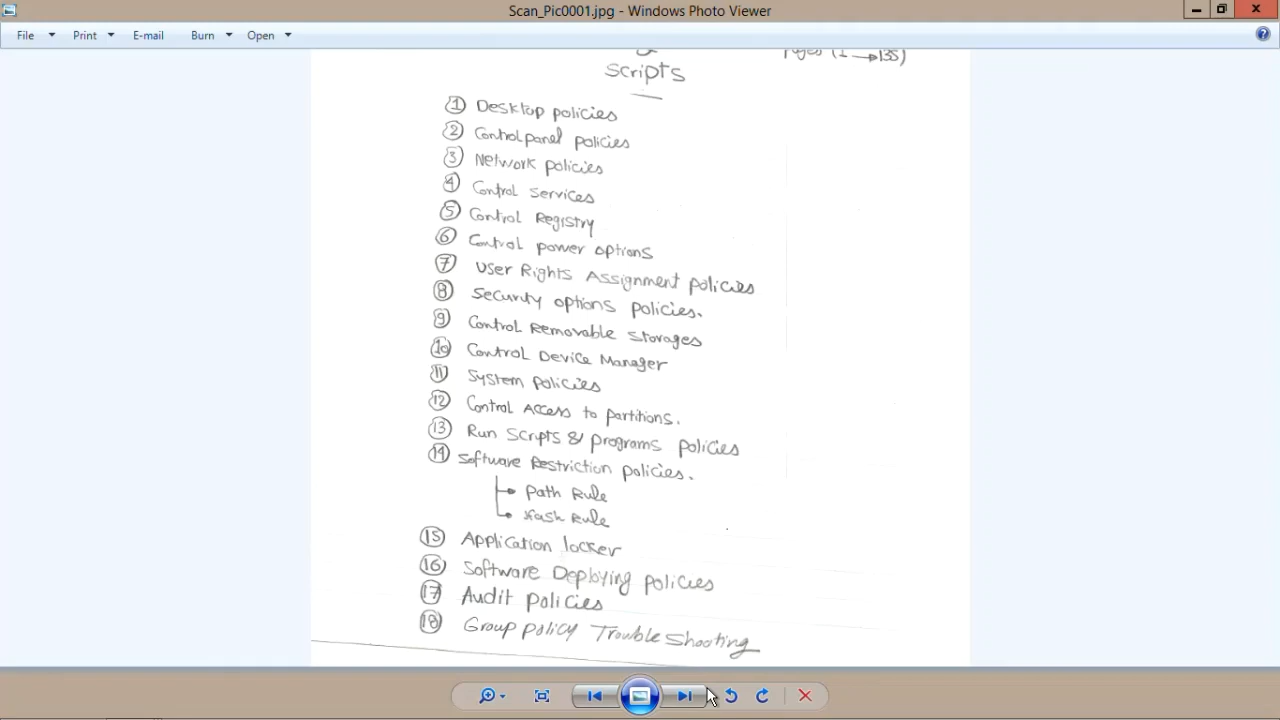 Scan_Pic0001.jpg - Windows Photo Viewer
File Print E-mail Burn Open
Pages (1 → 135)
Scripts
① Desktop policies
② Control panel policies
③ Network policies
④ Control Services
⑤ Control Registry
⑥ Control power options
⑦ User Rights Assignment policies
⑧ Security options policies.
⑨ Control Removable Storages
⑩ Control Device Manager
⑪ System policies
⑫ Control Access to partitions.
⑬ Run Scripts & programs policies
⑭ Software Restriction policies.
Path Rule
Hash Rule
⑮ Application locker
⑯ Software Deploying policies
⑰ Audit policies
⑱ Group policy Trouble shooting